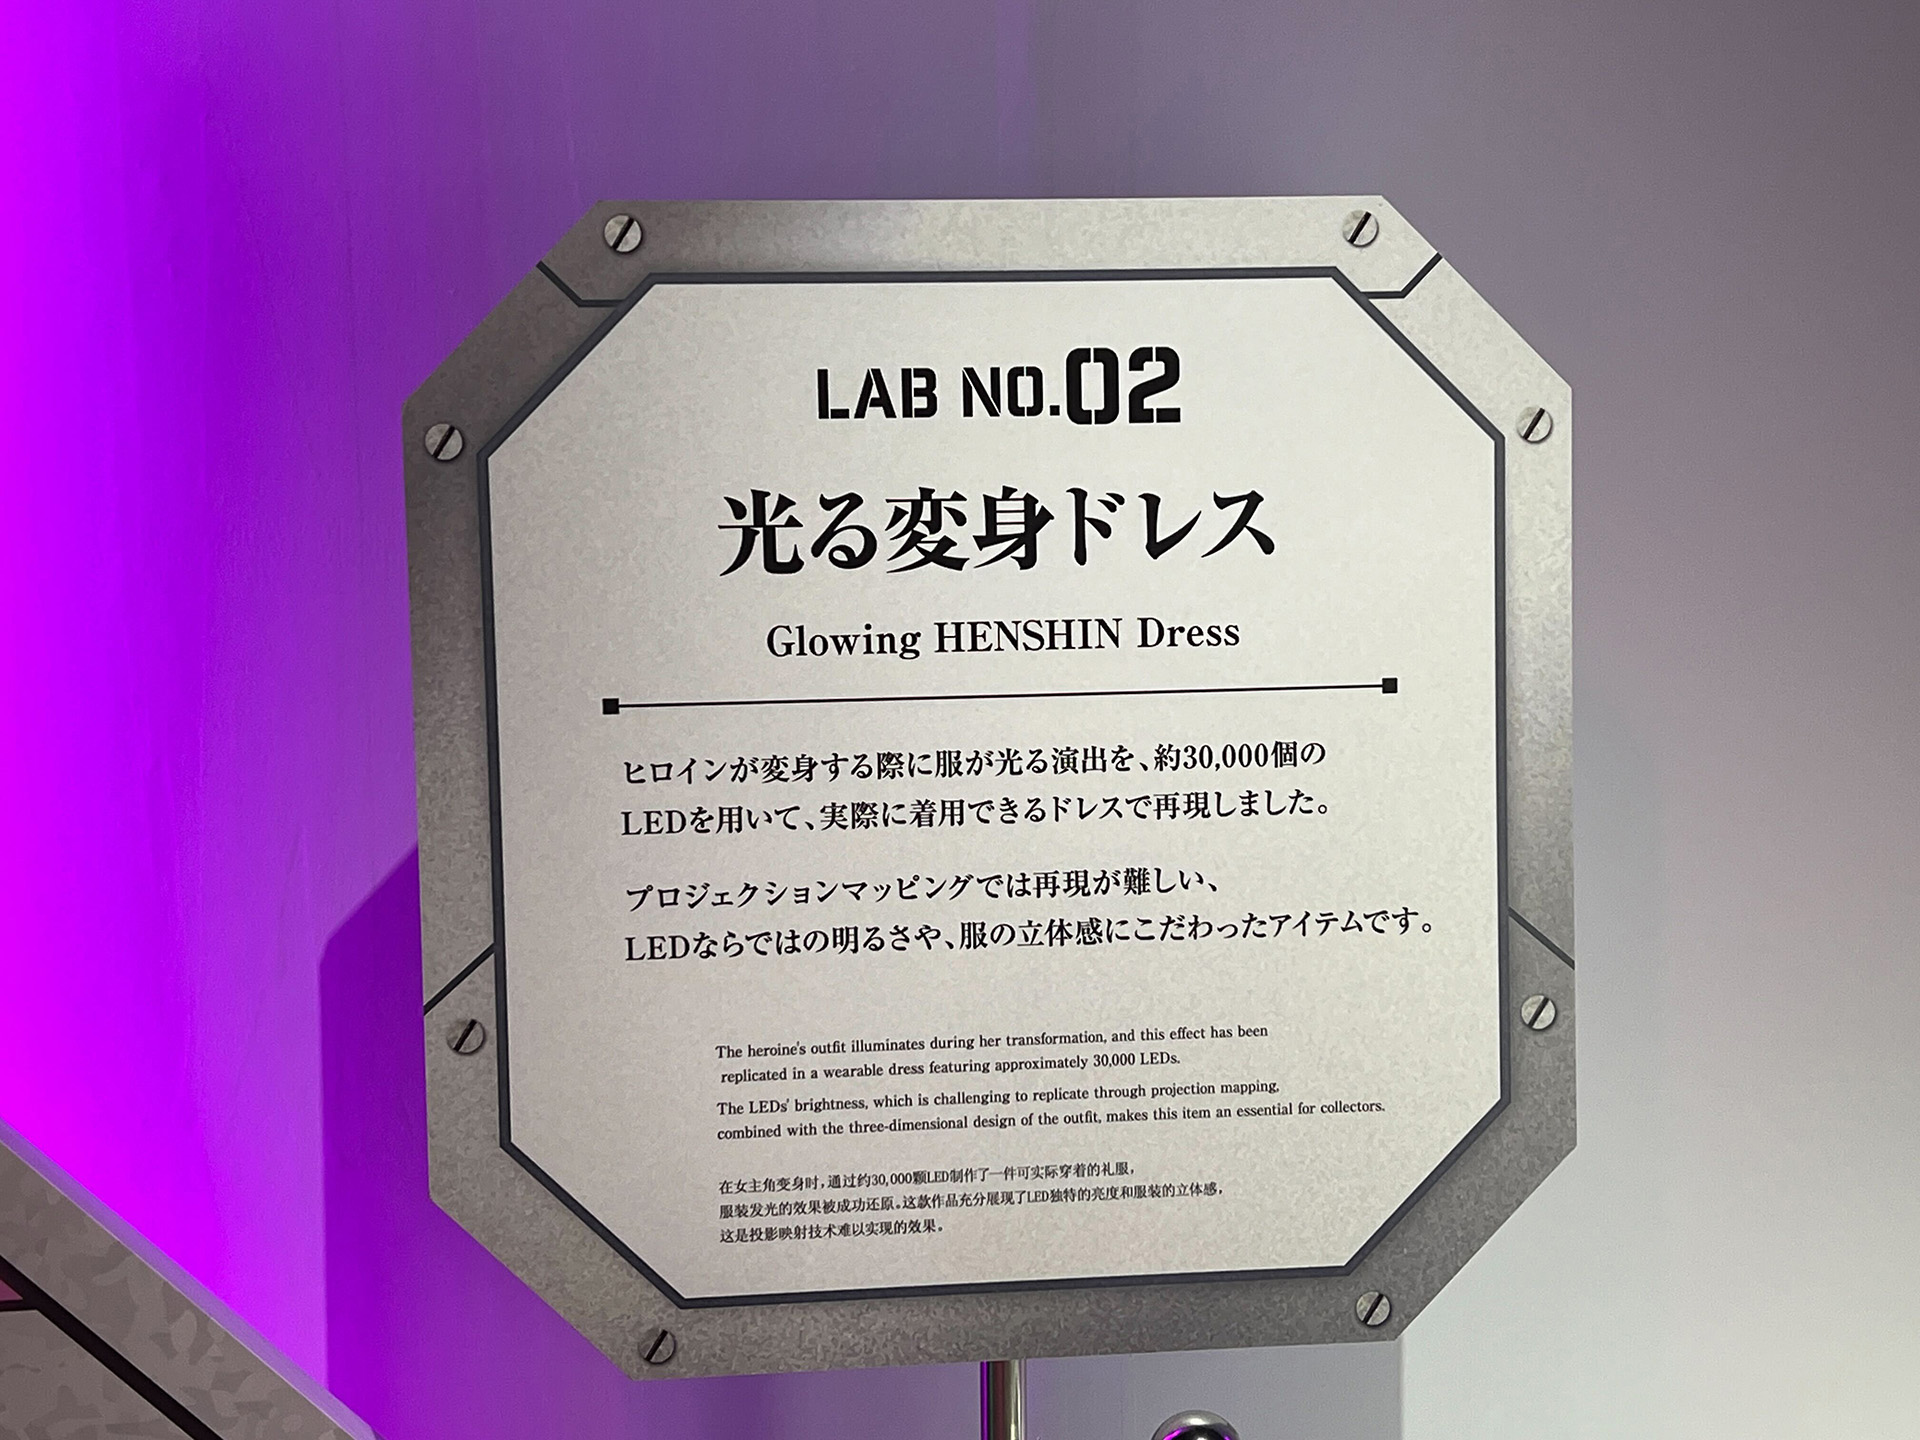 LAB NO.02
光る変身ドレス
Glowing HENSHIN Dress
ヒロインが変身する際に服が光る演出を、約30,000個の
LEDを用いて、実際に着用できるドレスで再現しました。
プロジェクションマッピングでは再現が難しい、
LEDならではの明るさや、服の立体感にこだわったアイテムです。
The heroine's outfit illuminates during her transformation, and this effect has been
replicated in a wearable dress featuring approximately 30,000 LEDs.
The LEDs' brightness, which is challenging to replicate through projection mapping,
combined with the three-dimensional design of the outfit, makes this item an essential for collectors.
在女主角变身时，通过约30,000颗LED制作了一件可实际穿着的礼服，
服装发光的效果被成功还原。这款作品充分展现了LED独特的亮度和服装的立体感，
这是投影映射技术难以实现的效果。